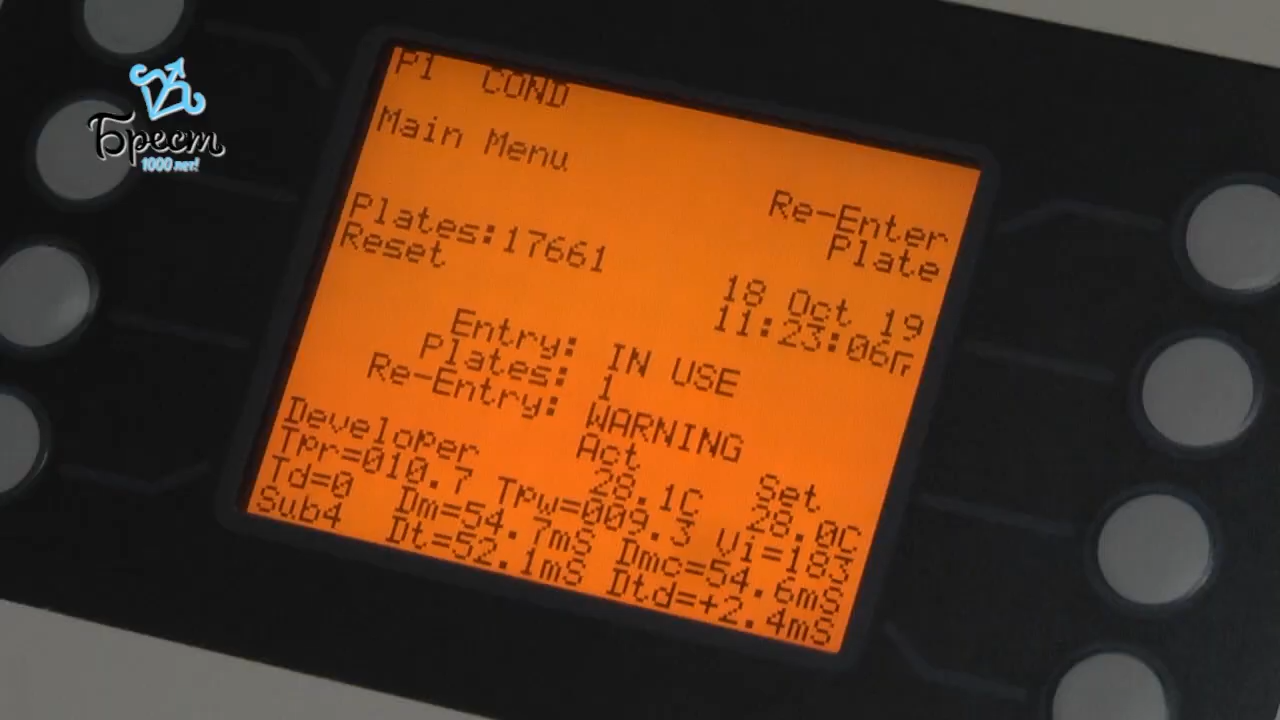 Брест
1000 лет!
P1 COND
Main Menu
Re-Enter
Plate
Plates:17661
Reset
18 Oct 19
11:23:06
Entry: IN USE
Plates: 1
Re-Entry: WARNING
Act Set
Developer 28.1C 28.0C
Tpr=010.7 Tpw=009.3 Vi=183
Td=0 Dm=54.7mS Dmc=54.6mS
Sub4 Dt=52.1mS Dtd=+2.4mS